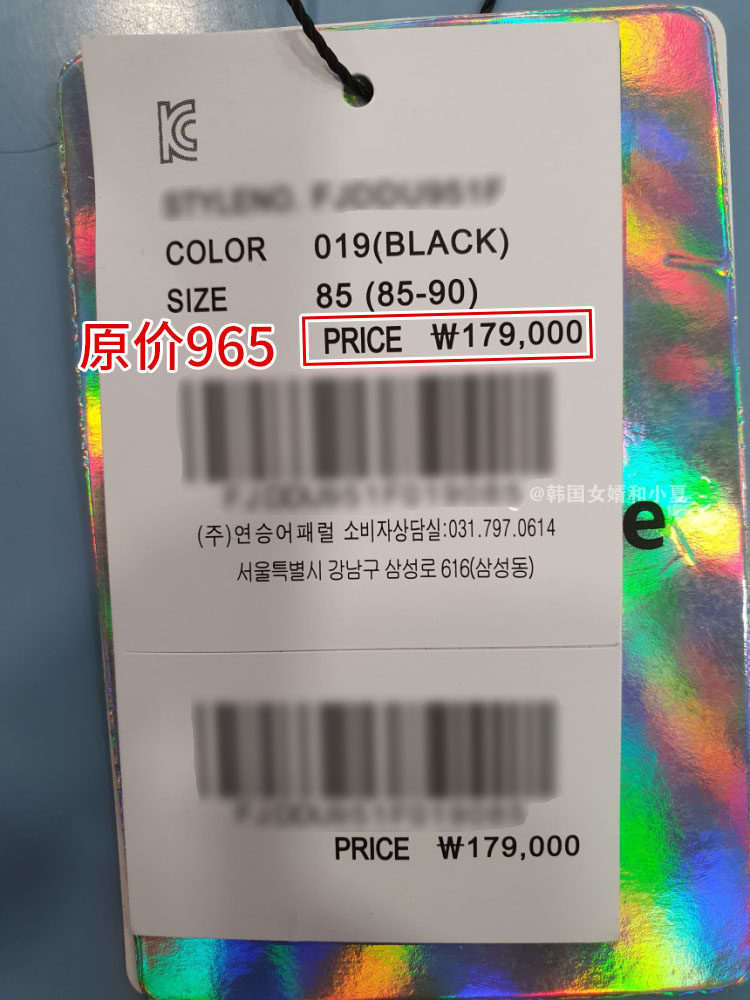 COLOR 019(BLACK)
SIZE 85 (85-90)
原价965 PRICE ₩179,000
@韩国女婿和小夏
(주)연승어패럴 소비자상담실:031.797.0614
e
서울특별시 강남구 삼성로 616(삼성동)
PRICE ₩179,000